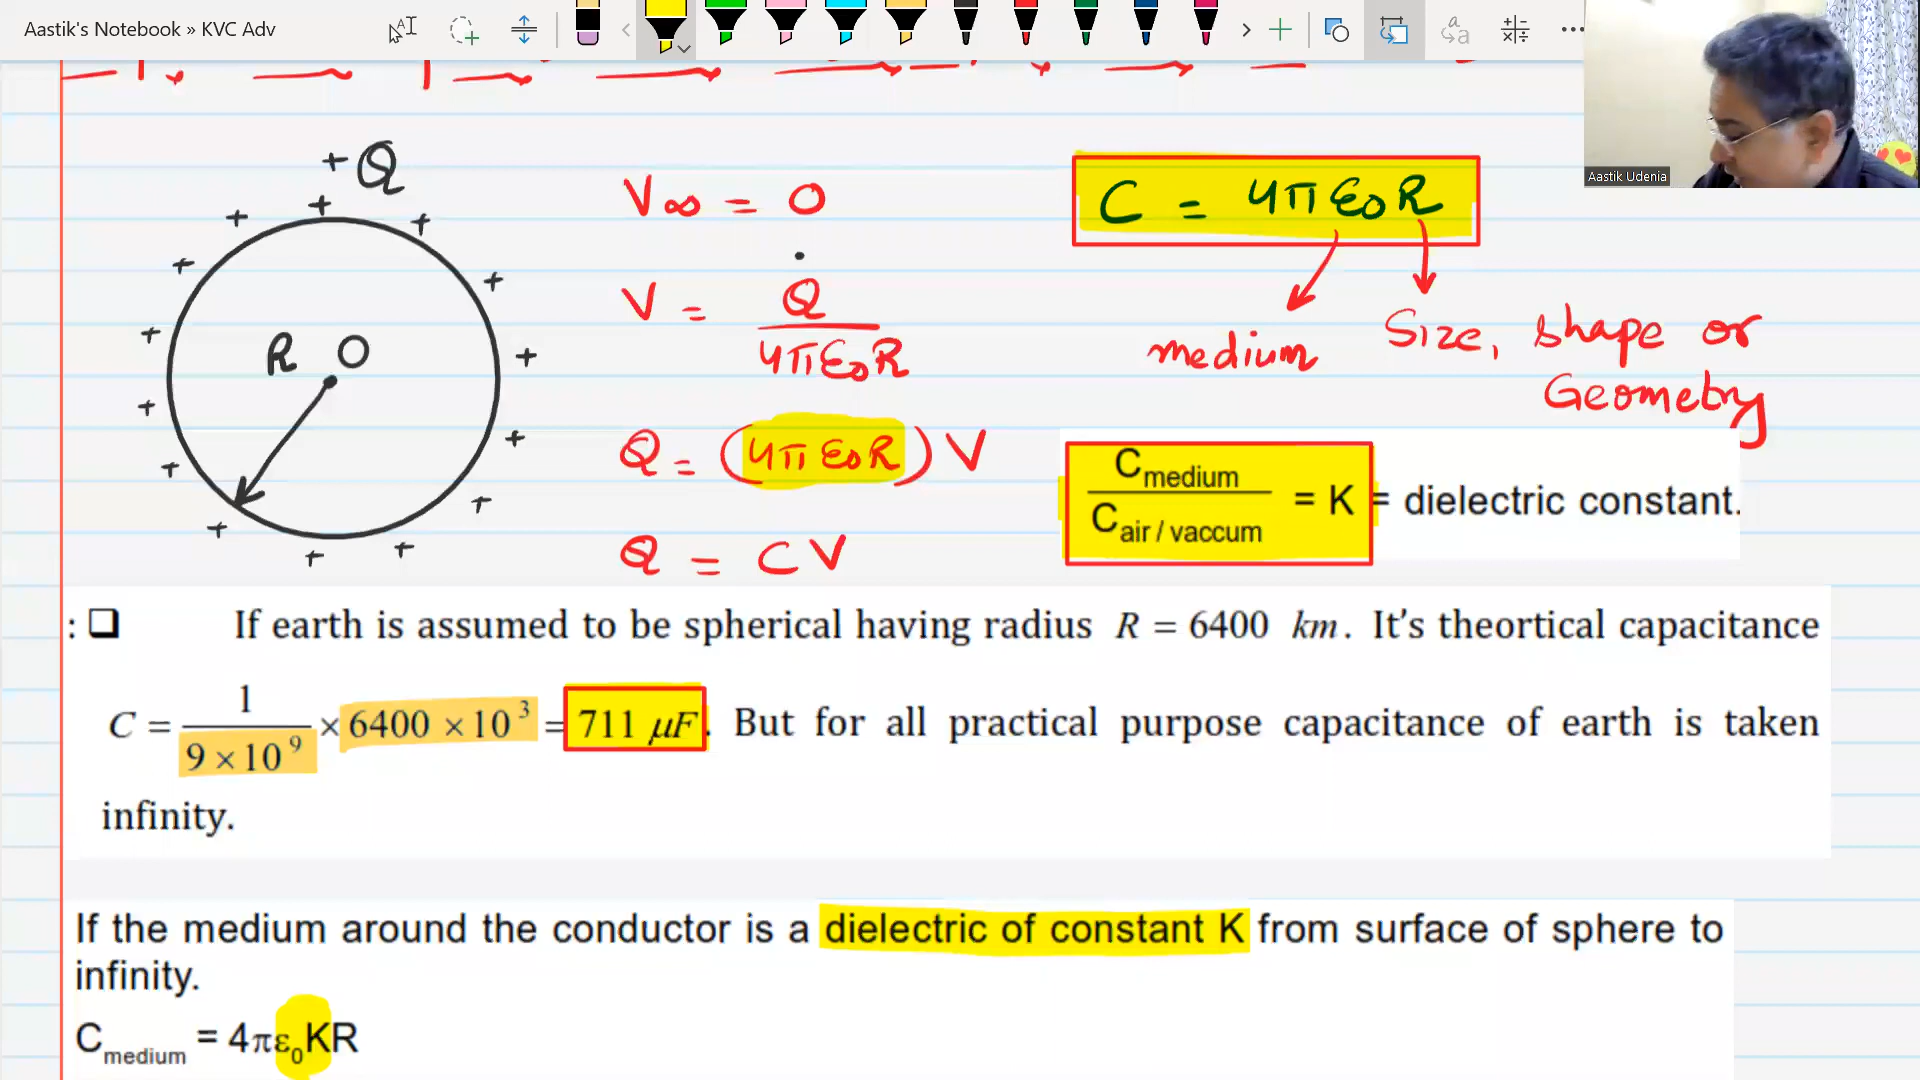 Aastik's Notebook » KVC Adv
Aastik Udenia
+Q
R O
V∞ = 0
V = Q / 4πε0R
Q = (4πε0R) V
Q = CV
C = 4πε0R
medium
Size, shape or
Geometry
Cmedium / Cair / vaccum = K = dielectric constant.
: ❑ If earth is assumed to be spherical having radius R = 6400 km. It's theortical capacitance
C = 1 / 9×10⁹ × 6400 × 10³ = 711 μF. But for all practical purpose capacitance of earth is taken
infinity.
If the medium around the conductor is a dielectric of constant K from surface of sphere to
infinity.
Cmedium = 4πε0KR